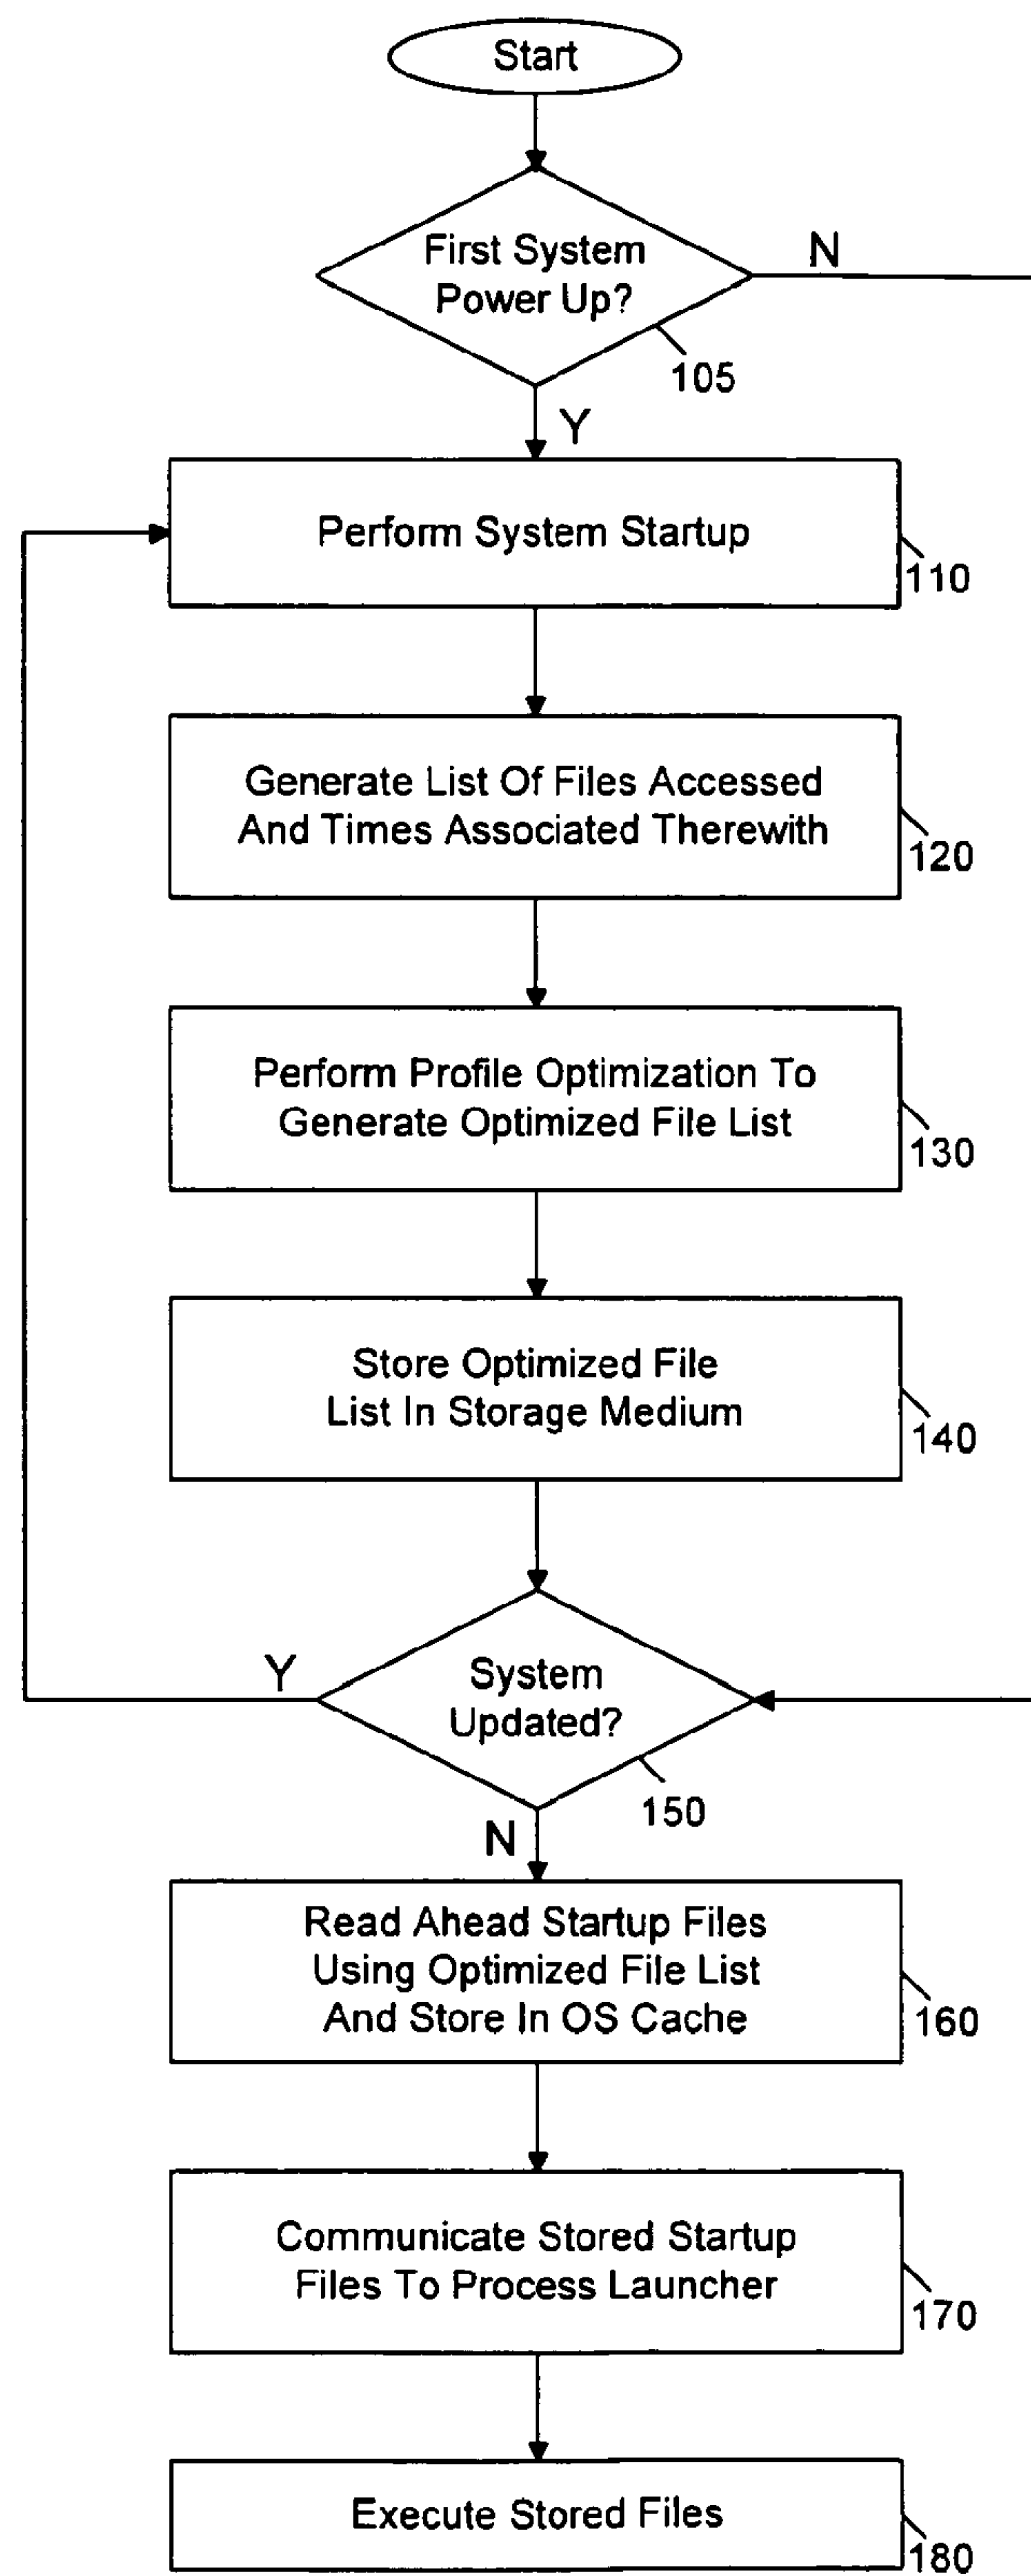 Start
First System
Power Up?
N
105
Y
Perform System Startup
110
Generate List Of Files Accessed
And Times Associated Therewith
120
Perform Profile Optimization To
Generate Optimized File List
130
Store Optimized File
List In Storage Medium
140
Y
System
Updated?
150
N
Read Ahead Startup Files
Using Optimized File List
And Store In OS Cache
160
Communicate Stored Startup
Files To Process Launcher
170
Execute Stored Files
180